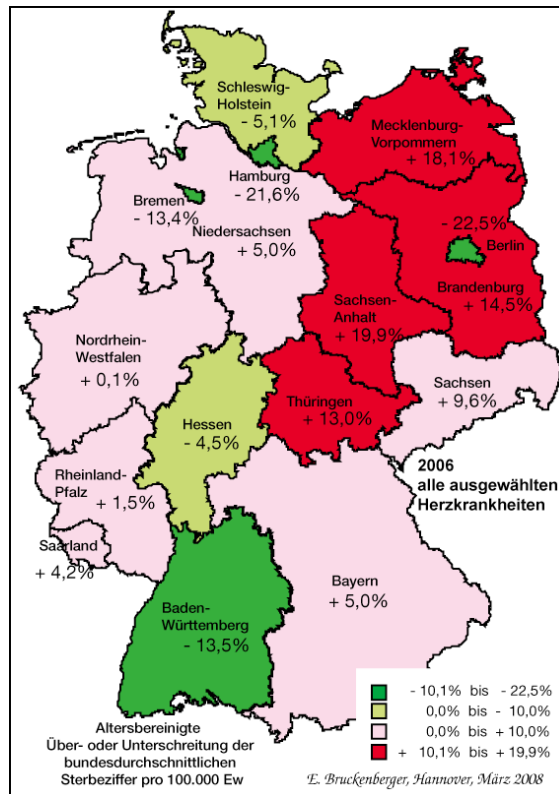 Schleswig-
Holstein
- 5,1%
Mecklenburg-
Vorpommern
+ 18,1%
Hamburg
- 21,6%
Bremen
- 13,4%
Niedersachsen
+ 5,0%
- 22,5%
Berlin
Brandenburg
+ 14,5%
Sachsen-
Anhalt
+ 19,9%
Nordrhein-
Westfalen
+ 0,1%
Sachsen
+ 9,6%
Thüringen
+ 13,0%
Hessen
- 4,5%
2006
alle ausgewählten
Herzkrankheiten
Rheinland-
Pfalz
+ 1,5%
Saarland
+ 4,2%
Bayern
+ 5,0%
Baden-
Württemberg
- 13,5%
- 10,1% bis - 22,5%
0,0% bis - 10,0%
0,0% bis + 10,0%
+ 10,1% bis + 19,9%
Altersbereinigte
Über- oder Unterschreitung der
bundesdurchschnittlichen
Sterbeziffer pro 100.000 Ew
E. Bruckenberger, Hannover, März 2008